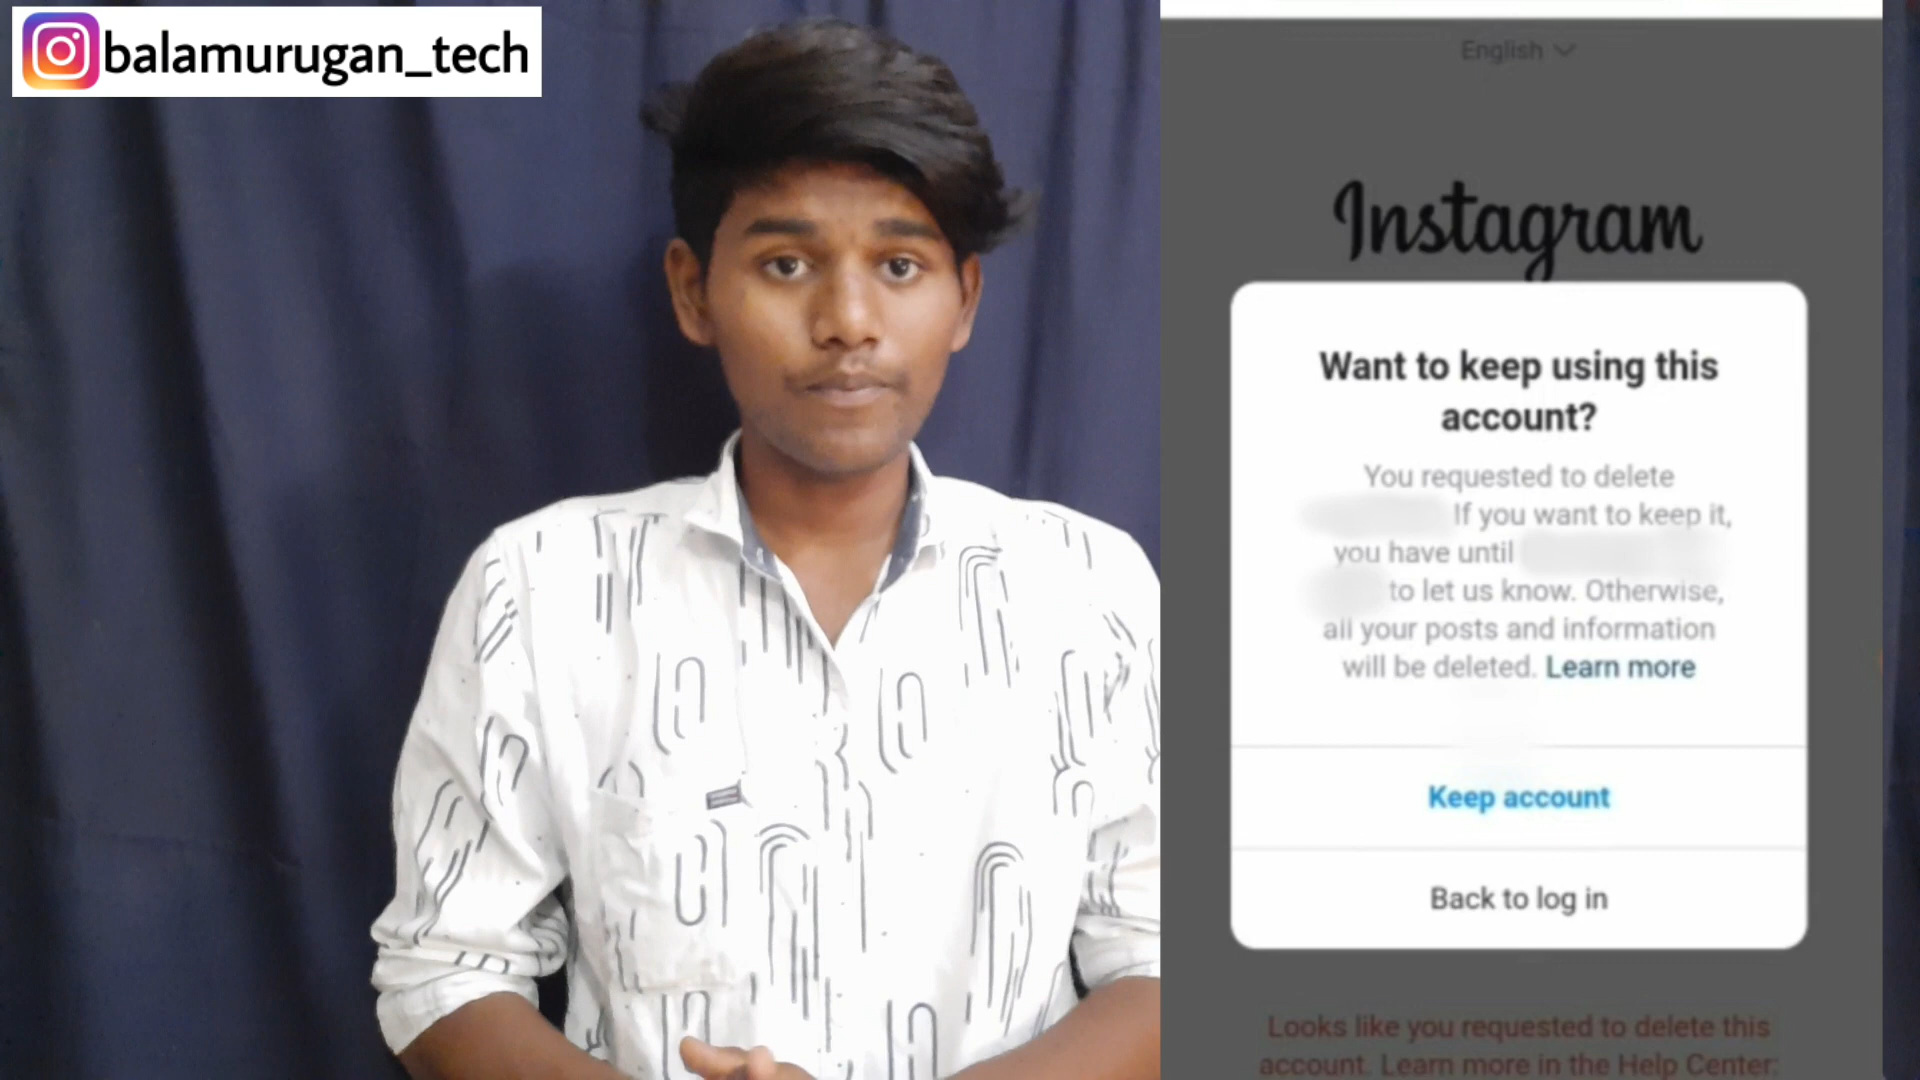 balamurugan_tech
English
Instagram
Want to keep using this
account?
You requested to delete
If you want to keep it,
you have until
to let us know. Otherwise,
all your posts and information
will be deleted. Learn more
Keep account
Back to log in
Looks like you requested to delete this
account. Learn more in the Help Center: